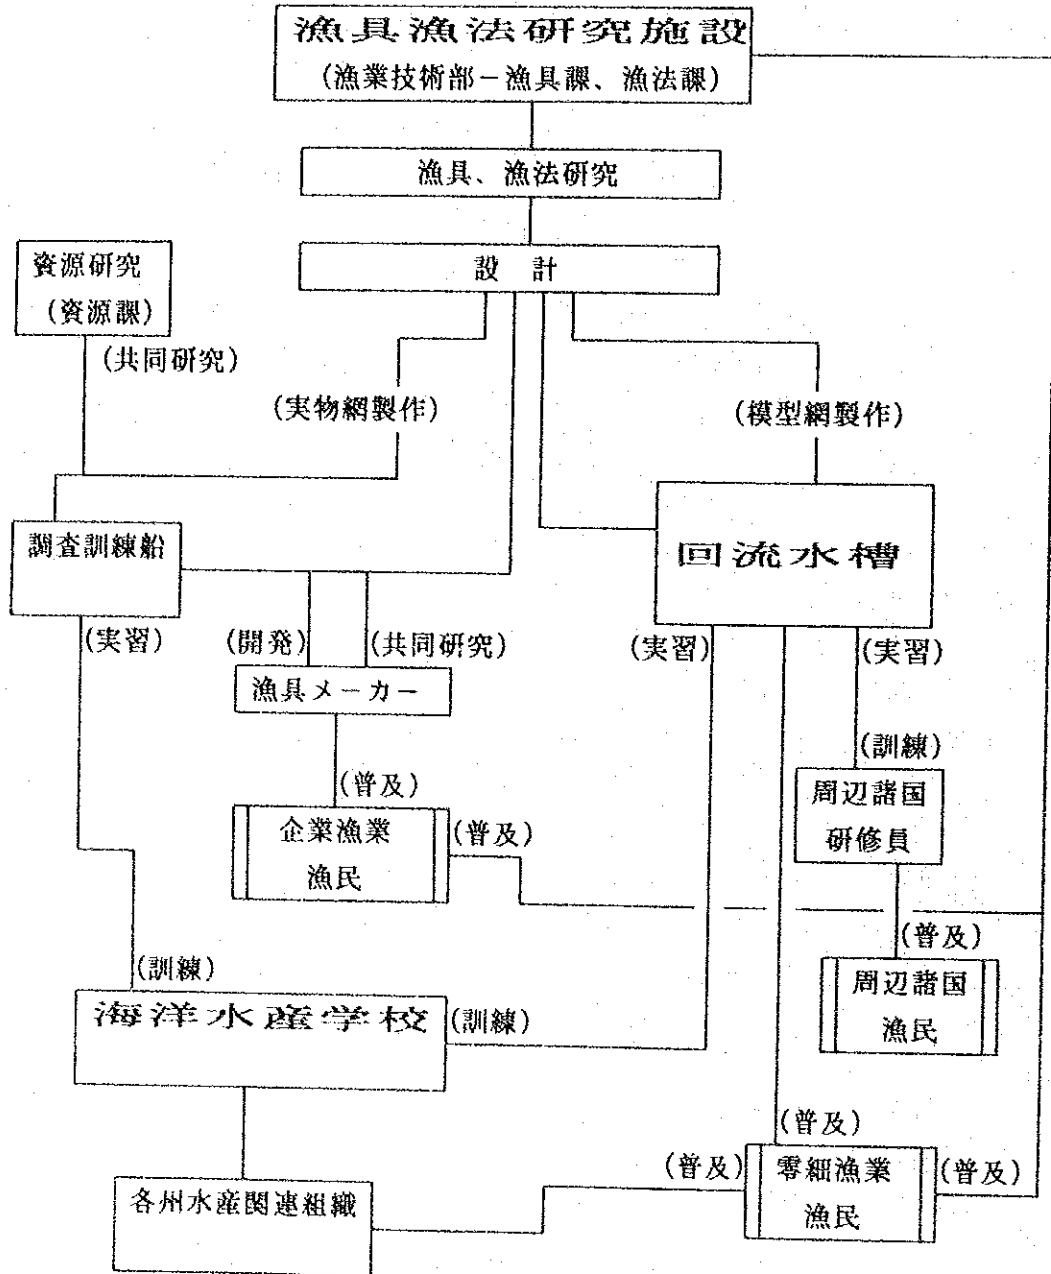 漁具漁法研究施設
(漁業技術部－漁具課、漁法課)
漁具、漁法研究
設 計
資源研究
(資源課)
(共同研究)
(実物網製作)
(模型網製作)
調査訓練船
回流水槽
(実習)
(開発)
(共同研究)
(実習)
(実習)
漁具メーカー
(訓練)
(普及)
周辺諸国
研修員
企業漁業
漁民
(普及)
(普及)
(訓練)
周辺諸国
漁民
海洋水産学校
(訓練)
(普及)
(普及)
零細漁業
漁民
(普及)
各州水産関連組織